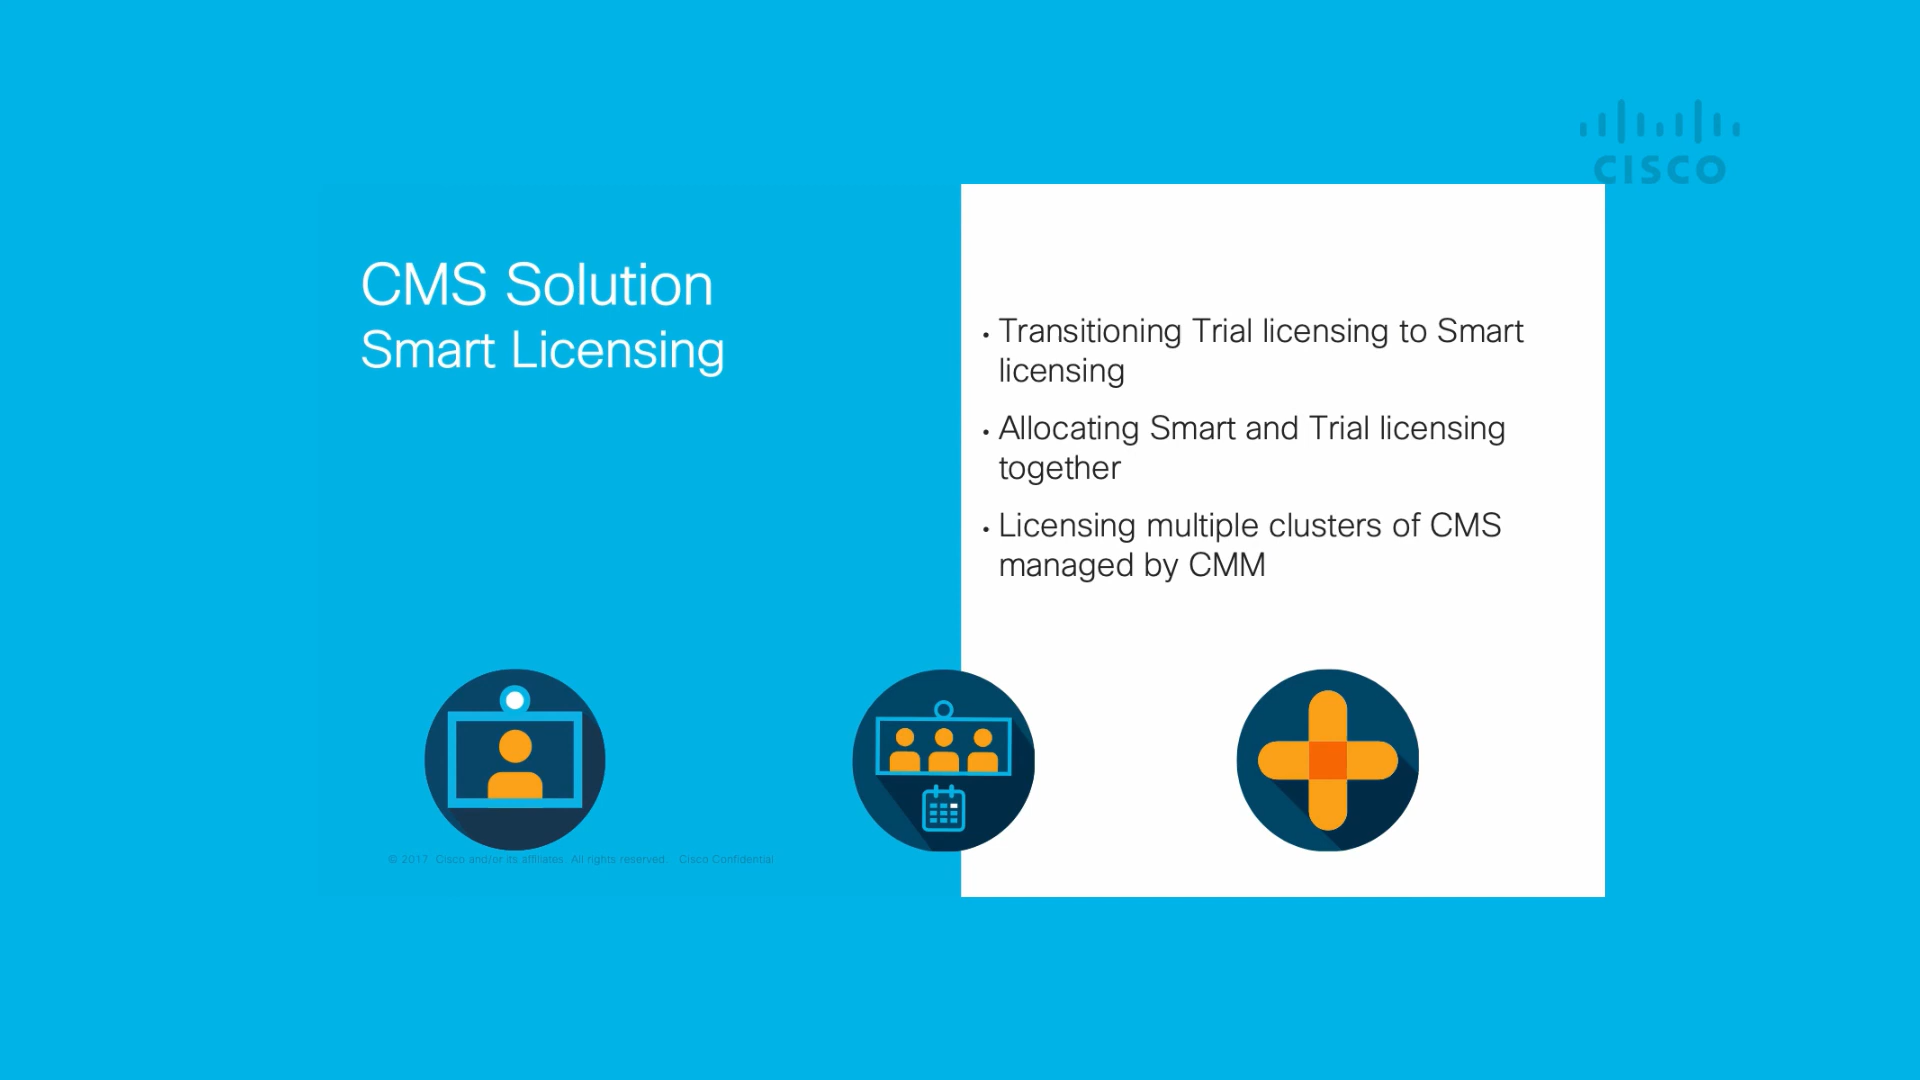 CISCO
CMS Solution
Smart Licensing
• Transitioning Trial licensing to Smart
licensing
• Allocating Smart and Trial licensing
together
• Licensing multiple clusters of CMS
managed by CMM
© 2017 Cisco and/or its affiliates. All rights reserved. Cisco Confidential